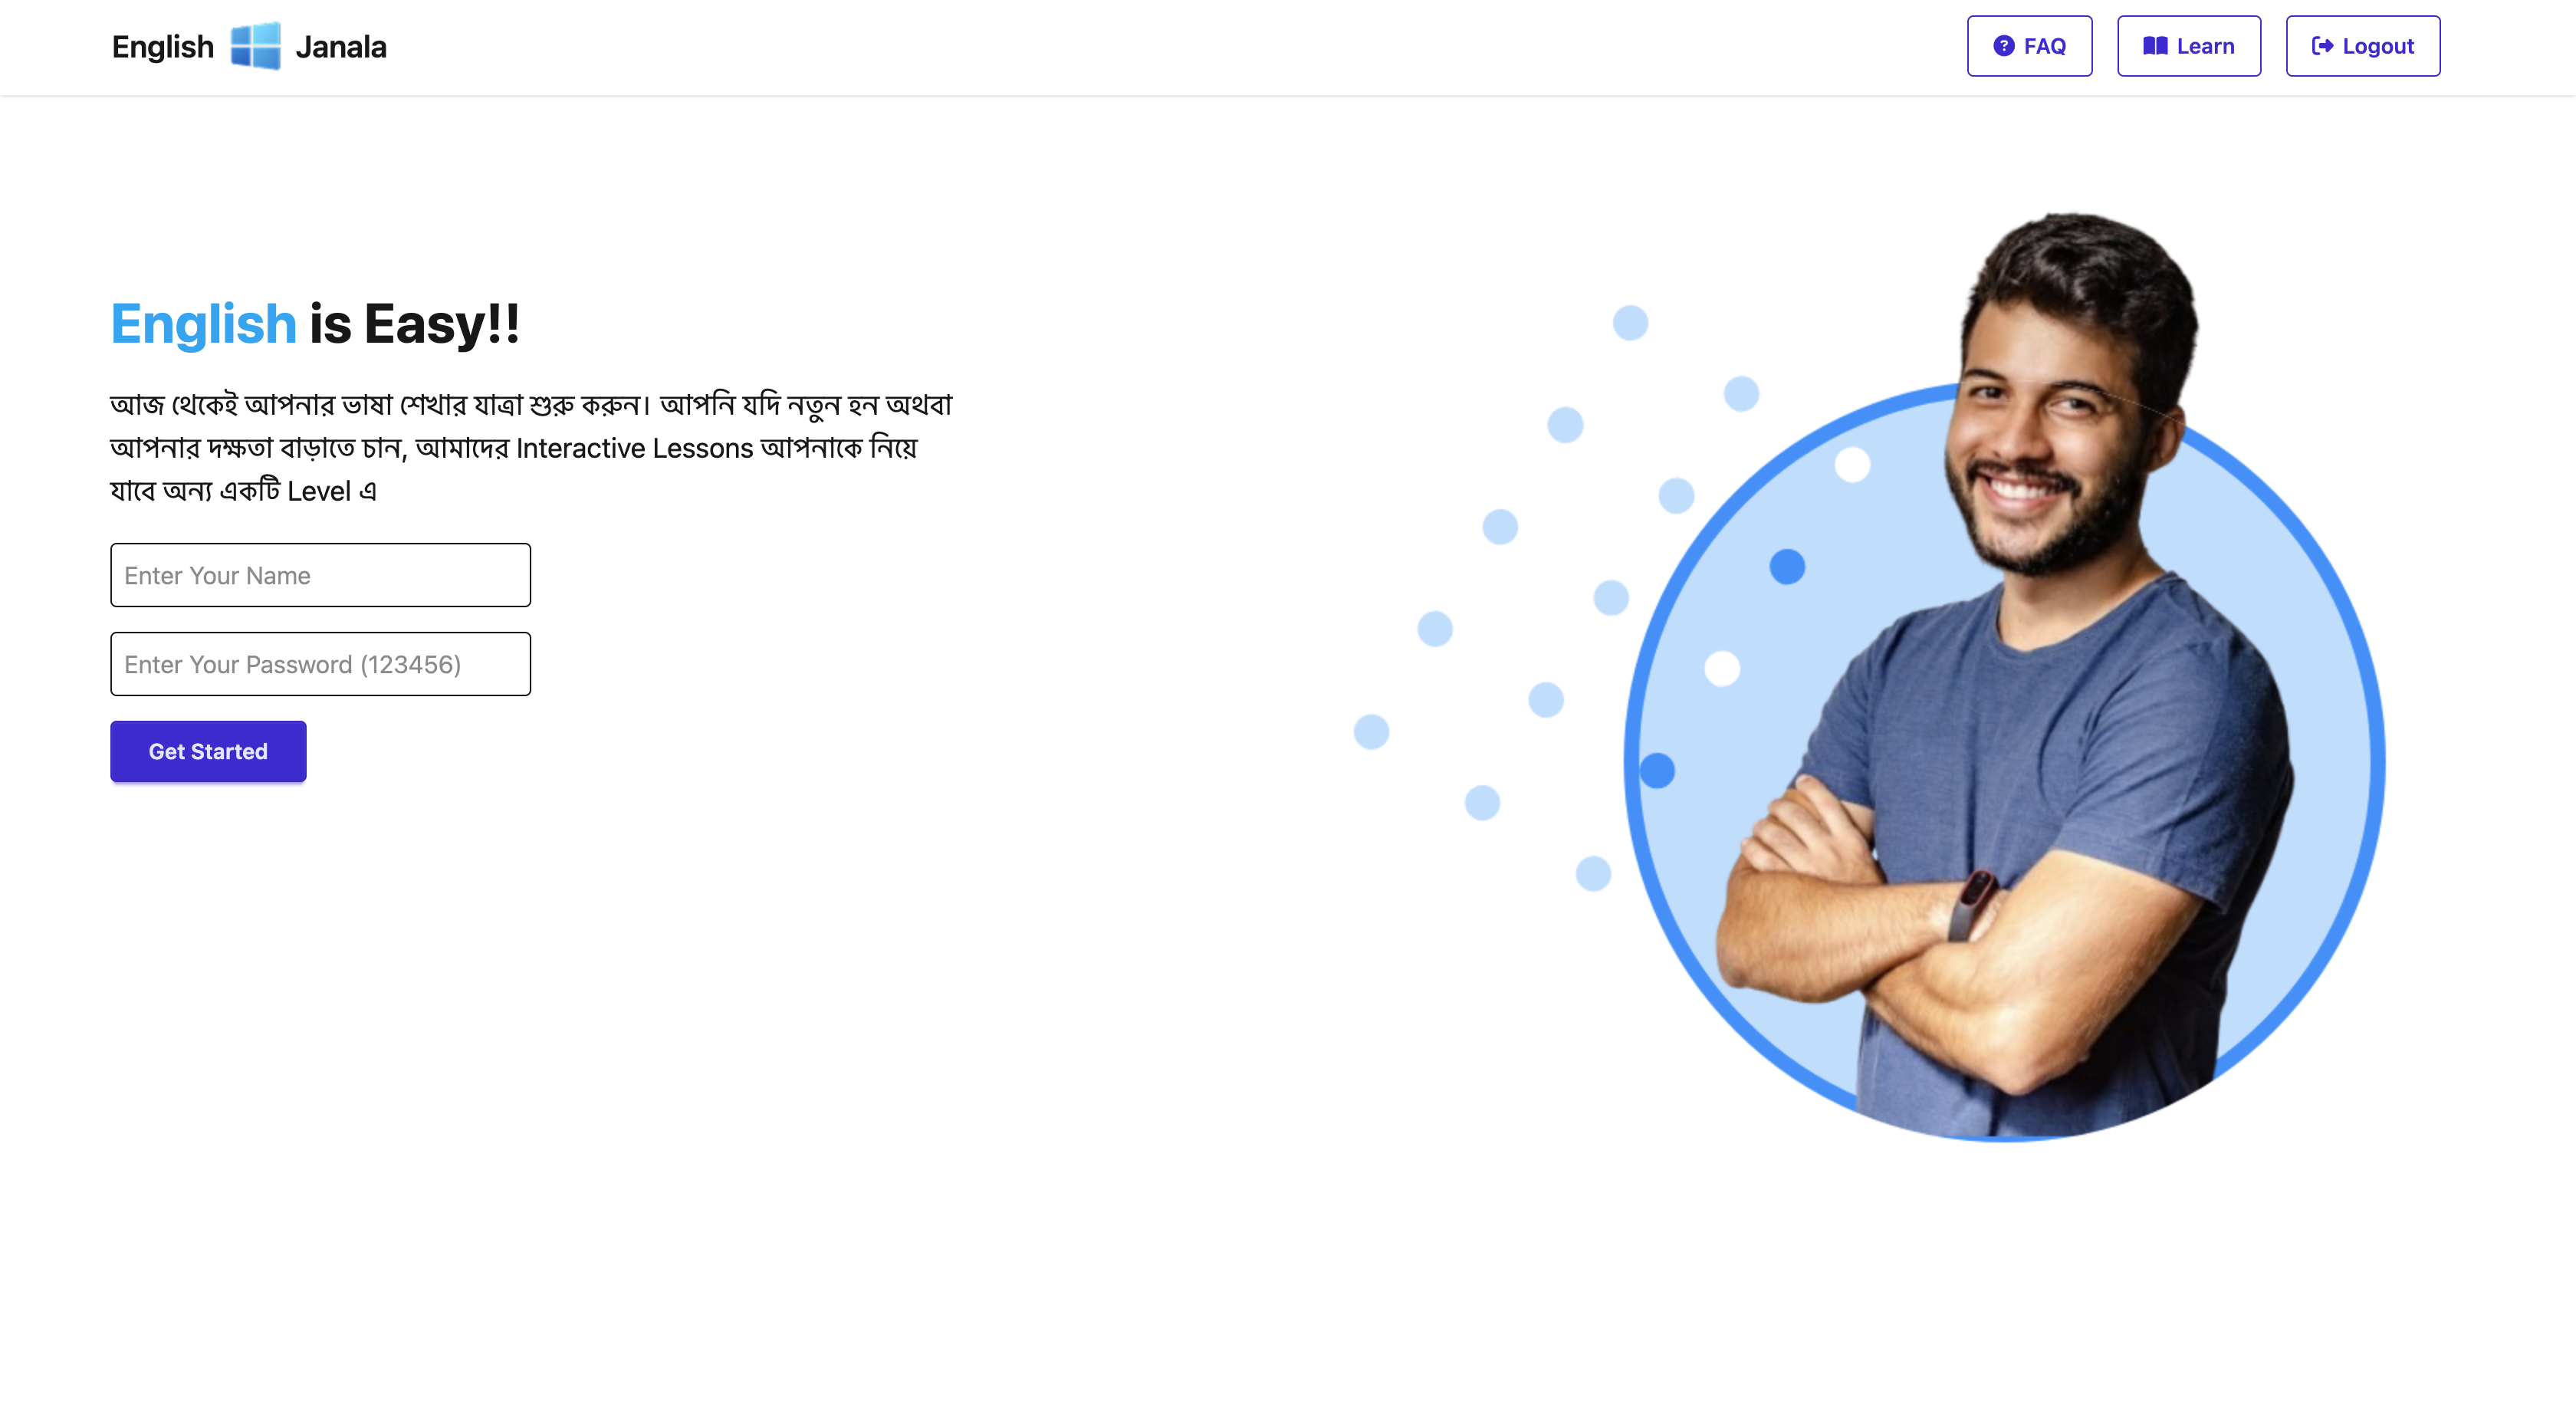 English Janala
FAQ
Learn
Logout
English is Easy!!
আজ থেকেই আপনার ভাষা শেখার যাত্রা শুরু করুন। আপনি যদি নতুন হন অথবা
আপনার দক্ষতা বাড়াতে চান, আমাদের Interactive Lessons আপনাকে নিয়ে
যাবে অন্য একটি Level এ
Enter Your Name
Enter Your Password (123456)
Get Started